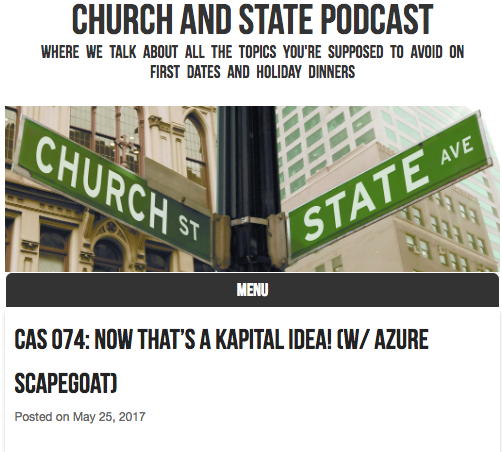 CHURCH AND STATE PODCAST
WHERE WE TALK ABOUT ALL THE TOPICS YOU'RE SUPPOSED TO AVOID ON
FIRST DATES AND HOLIDAY DINNERS
CHURCH ST
STATE AVE
MENU
CAS 074: NOW THAT'S A KAPITAL IDEA! (W/ AZURE
SCAPEGOAT)
Posted on May 25, 2017